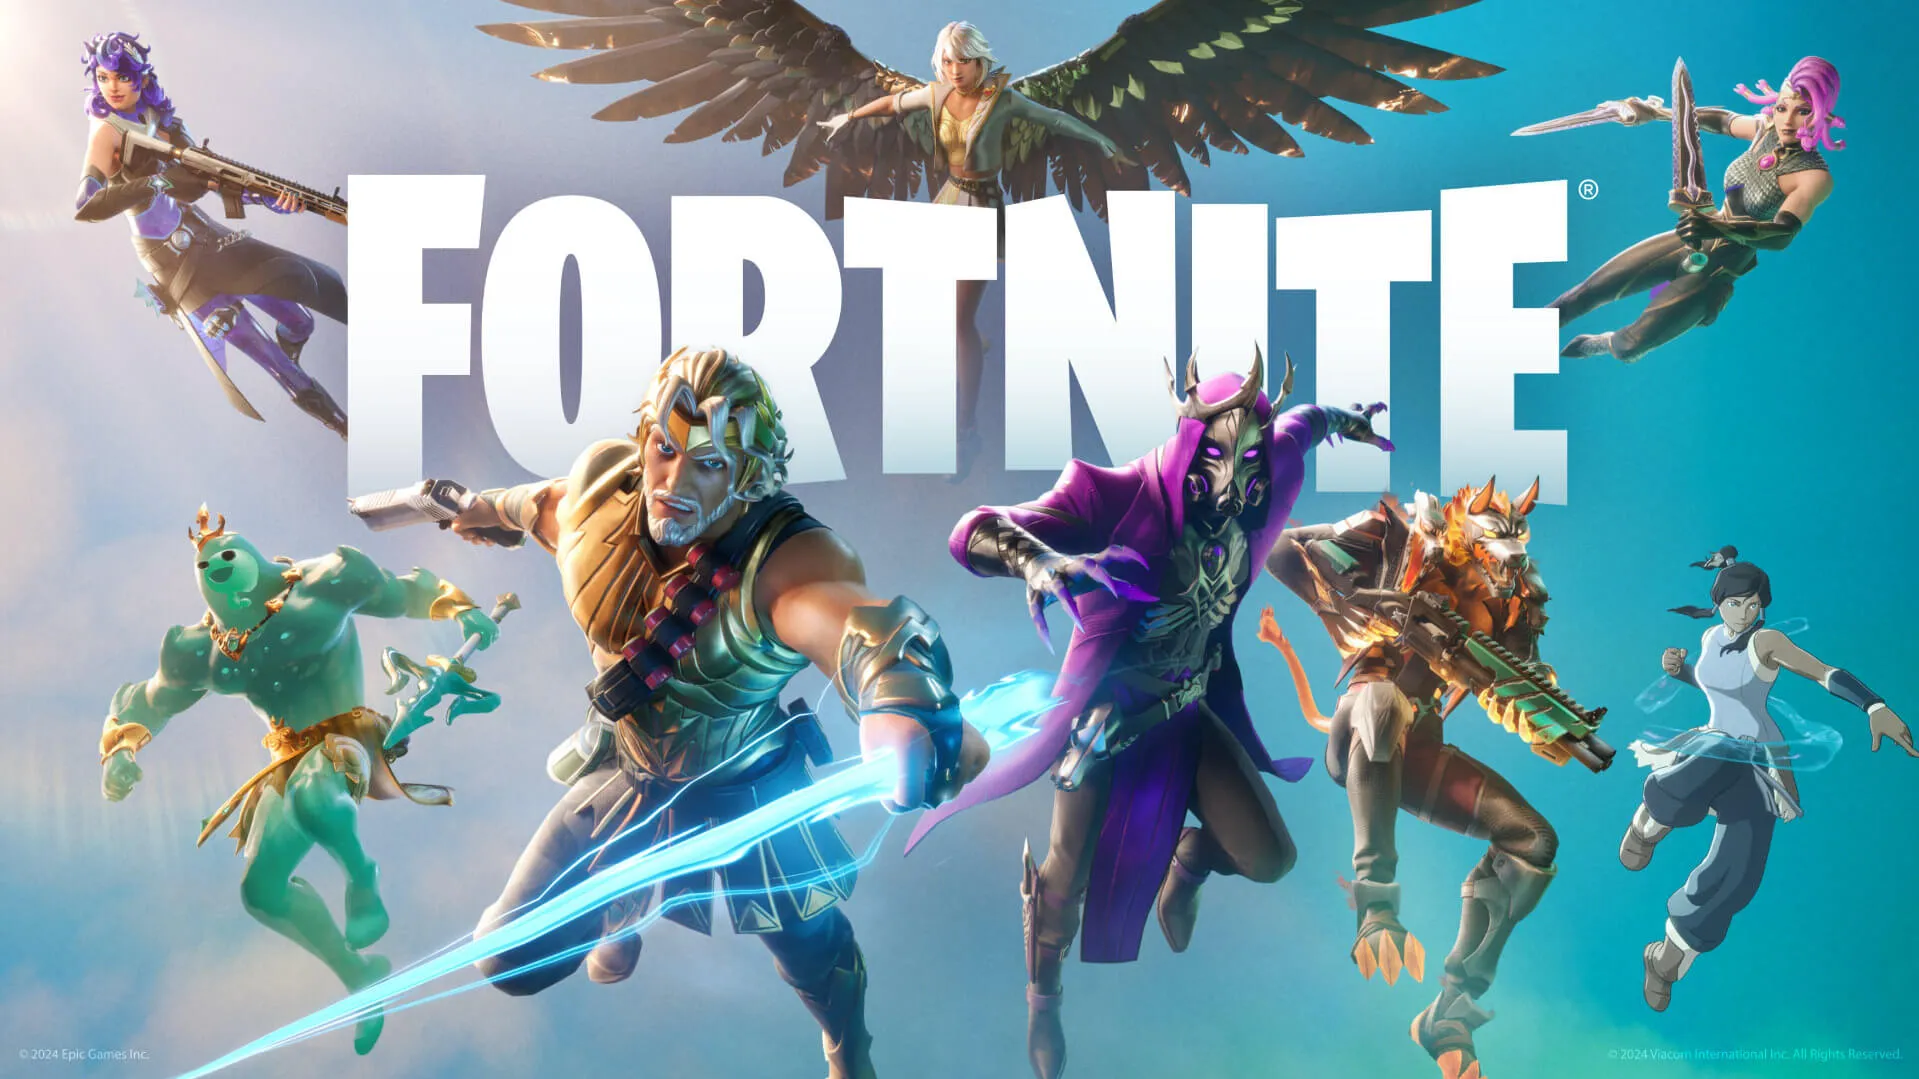 FORTNITE®
© 2024 Epic Games Inc.
© 2024 Viacom International Inc. All Rights Reserved.